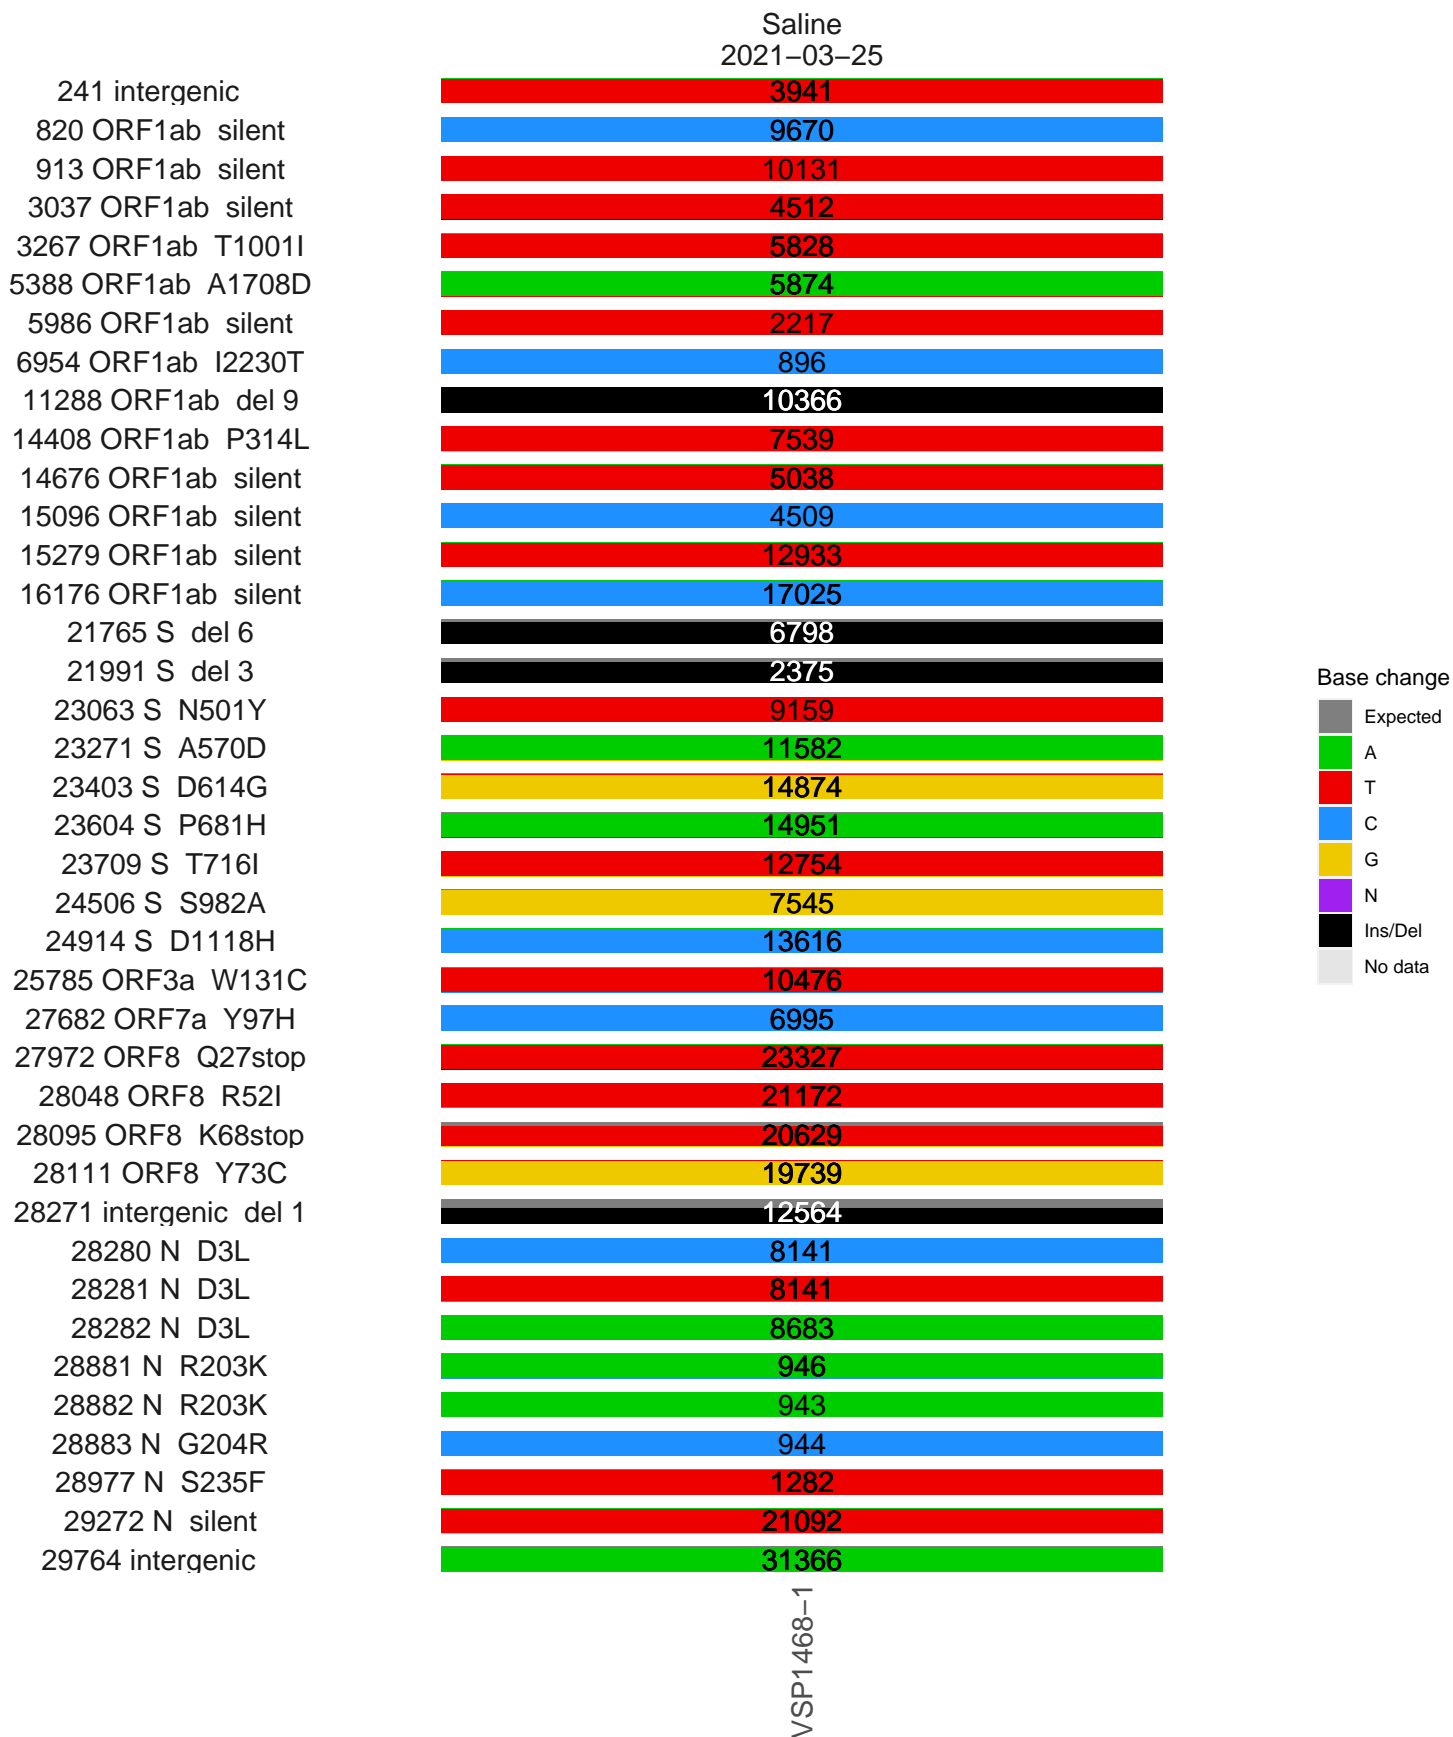 Saline
2021−03−25
241 intergenic 3941
820 ORF1ab silent 9670
913 ORF1ab silent 10131
3037 ORF1ab silent 4512
3267 ORF1ab T1001I 5828
5388 ORF1ab A1708D 5874
5986 ORF1ab silent 2217
6954 ORF1ab I2230T 896
11288 ORF1ab del 9 10366
14408 ORF1ab P314L 7539
14676 ORF1ab silent 5038
15096 ORF1ab silent 4509
15279 ORF1ab silent 12933
16176 ORF1ab silent 17025
21765 S del 6 6798
21991 S del 3 2375
23063 S N501Y 9159
23271 S A570D 11582
23403 S D614G 14874
23604 S P681H 14951
23709 S T716I 12754
24506 S S982A 7545
24914 S D1118H 13616
25785 ORF3a W131C 10476
27682 ORF7a Y97H 6995
27972 ORF8 Q27stop 23327
28048 ORF8 R52I 21172
28095 ORF8 K68stop 20629
28111 ORF8 Y73C 19739
28271 intergenic del 1 12564
28280 N D3L 8141
28281 N D3L 8141
28282 N D3L 8683
28881 N R203K 946
28882 N R203K 943
28883 N G204R 944
28977 N S235F 1282
29272 N silent 21092
29764 intergenic 31366
VSP1468−1
Base change
Expected
A
T
C
G
N
Ins/Del
No data